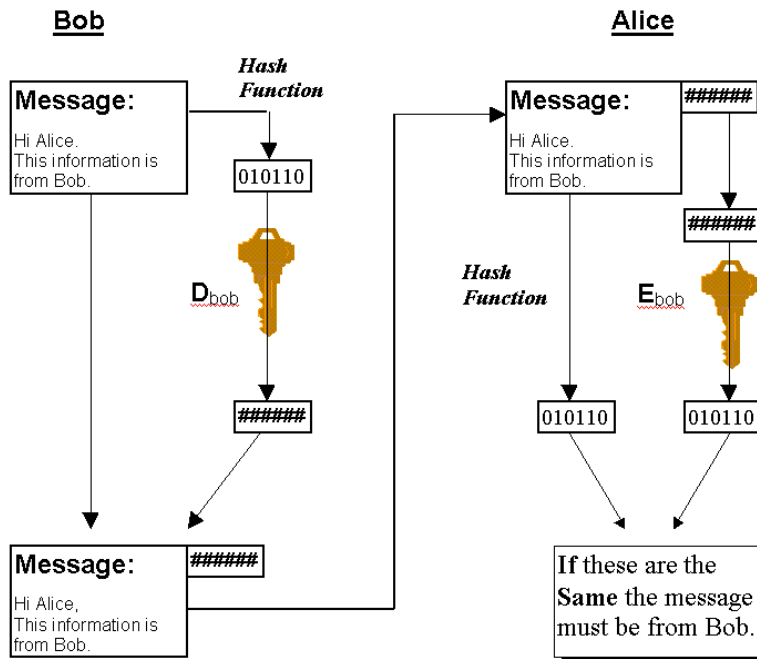 Bob
Alice
Hash
Function
Message:
Hi Alice.
This information is
from Bob.
010110
Dbob
######
Message:
######
Hi Alice,
This information is
from Bob.
Message:
######
Hi Alice.
This information is
from Bob.
######
Hash
Function
Ebob
010110
010110
If these are the
Same the message
must be from Bob.